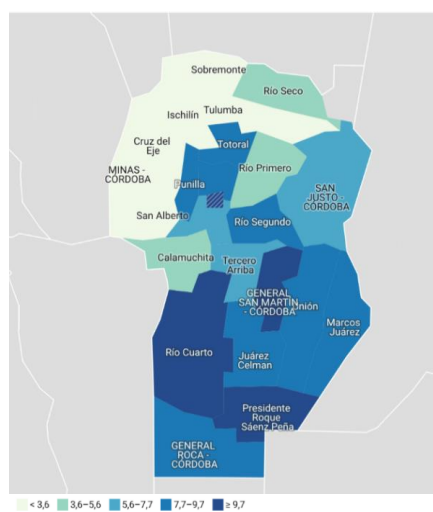 Sobremonte
Río Seco
Ischilín
Tulumba
Cruz del
Eje
Totoral
MINAS -
CÓRDOBA
Río Primero
Punilla
SAN
JUSTO -
CÓRDOBA
San Alberto
Río Segundo
Calamuchita
Tercero
Arriba
GENERAL
SAN MARTÍN
- CÓRDOBA
Unión
Marcos
Juárez
Río Cuarto
Juárez
Celman
Presidente
Roque
Sáenz Peña
GENERAL
ROCA -
CÓRDOBA
< 3,6 3,6–5,6 5,6–7,7 7,7–9,7 ≥ 9,7